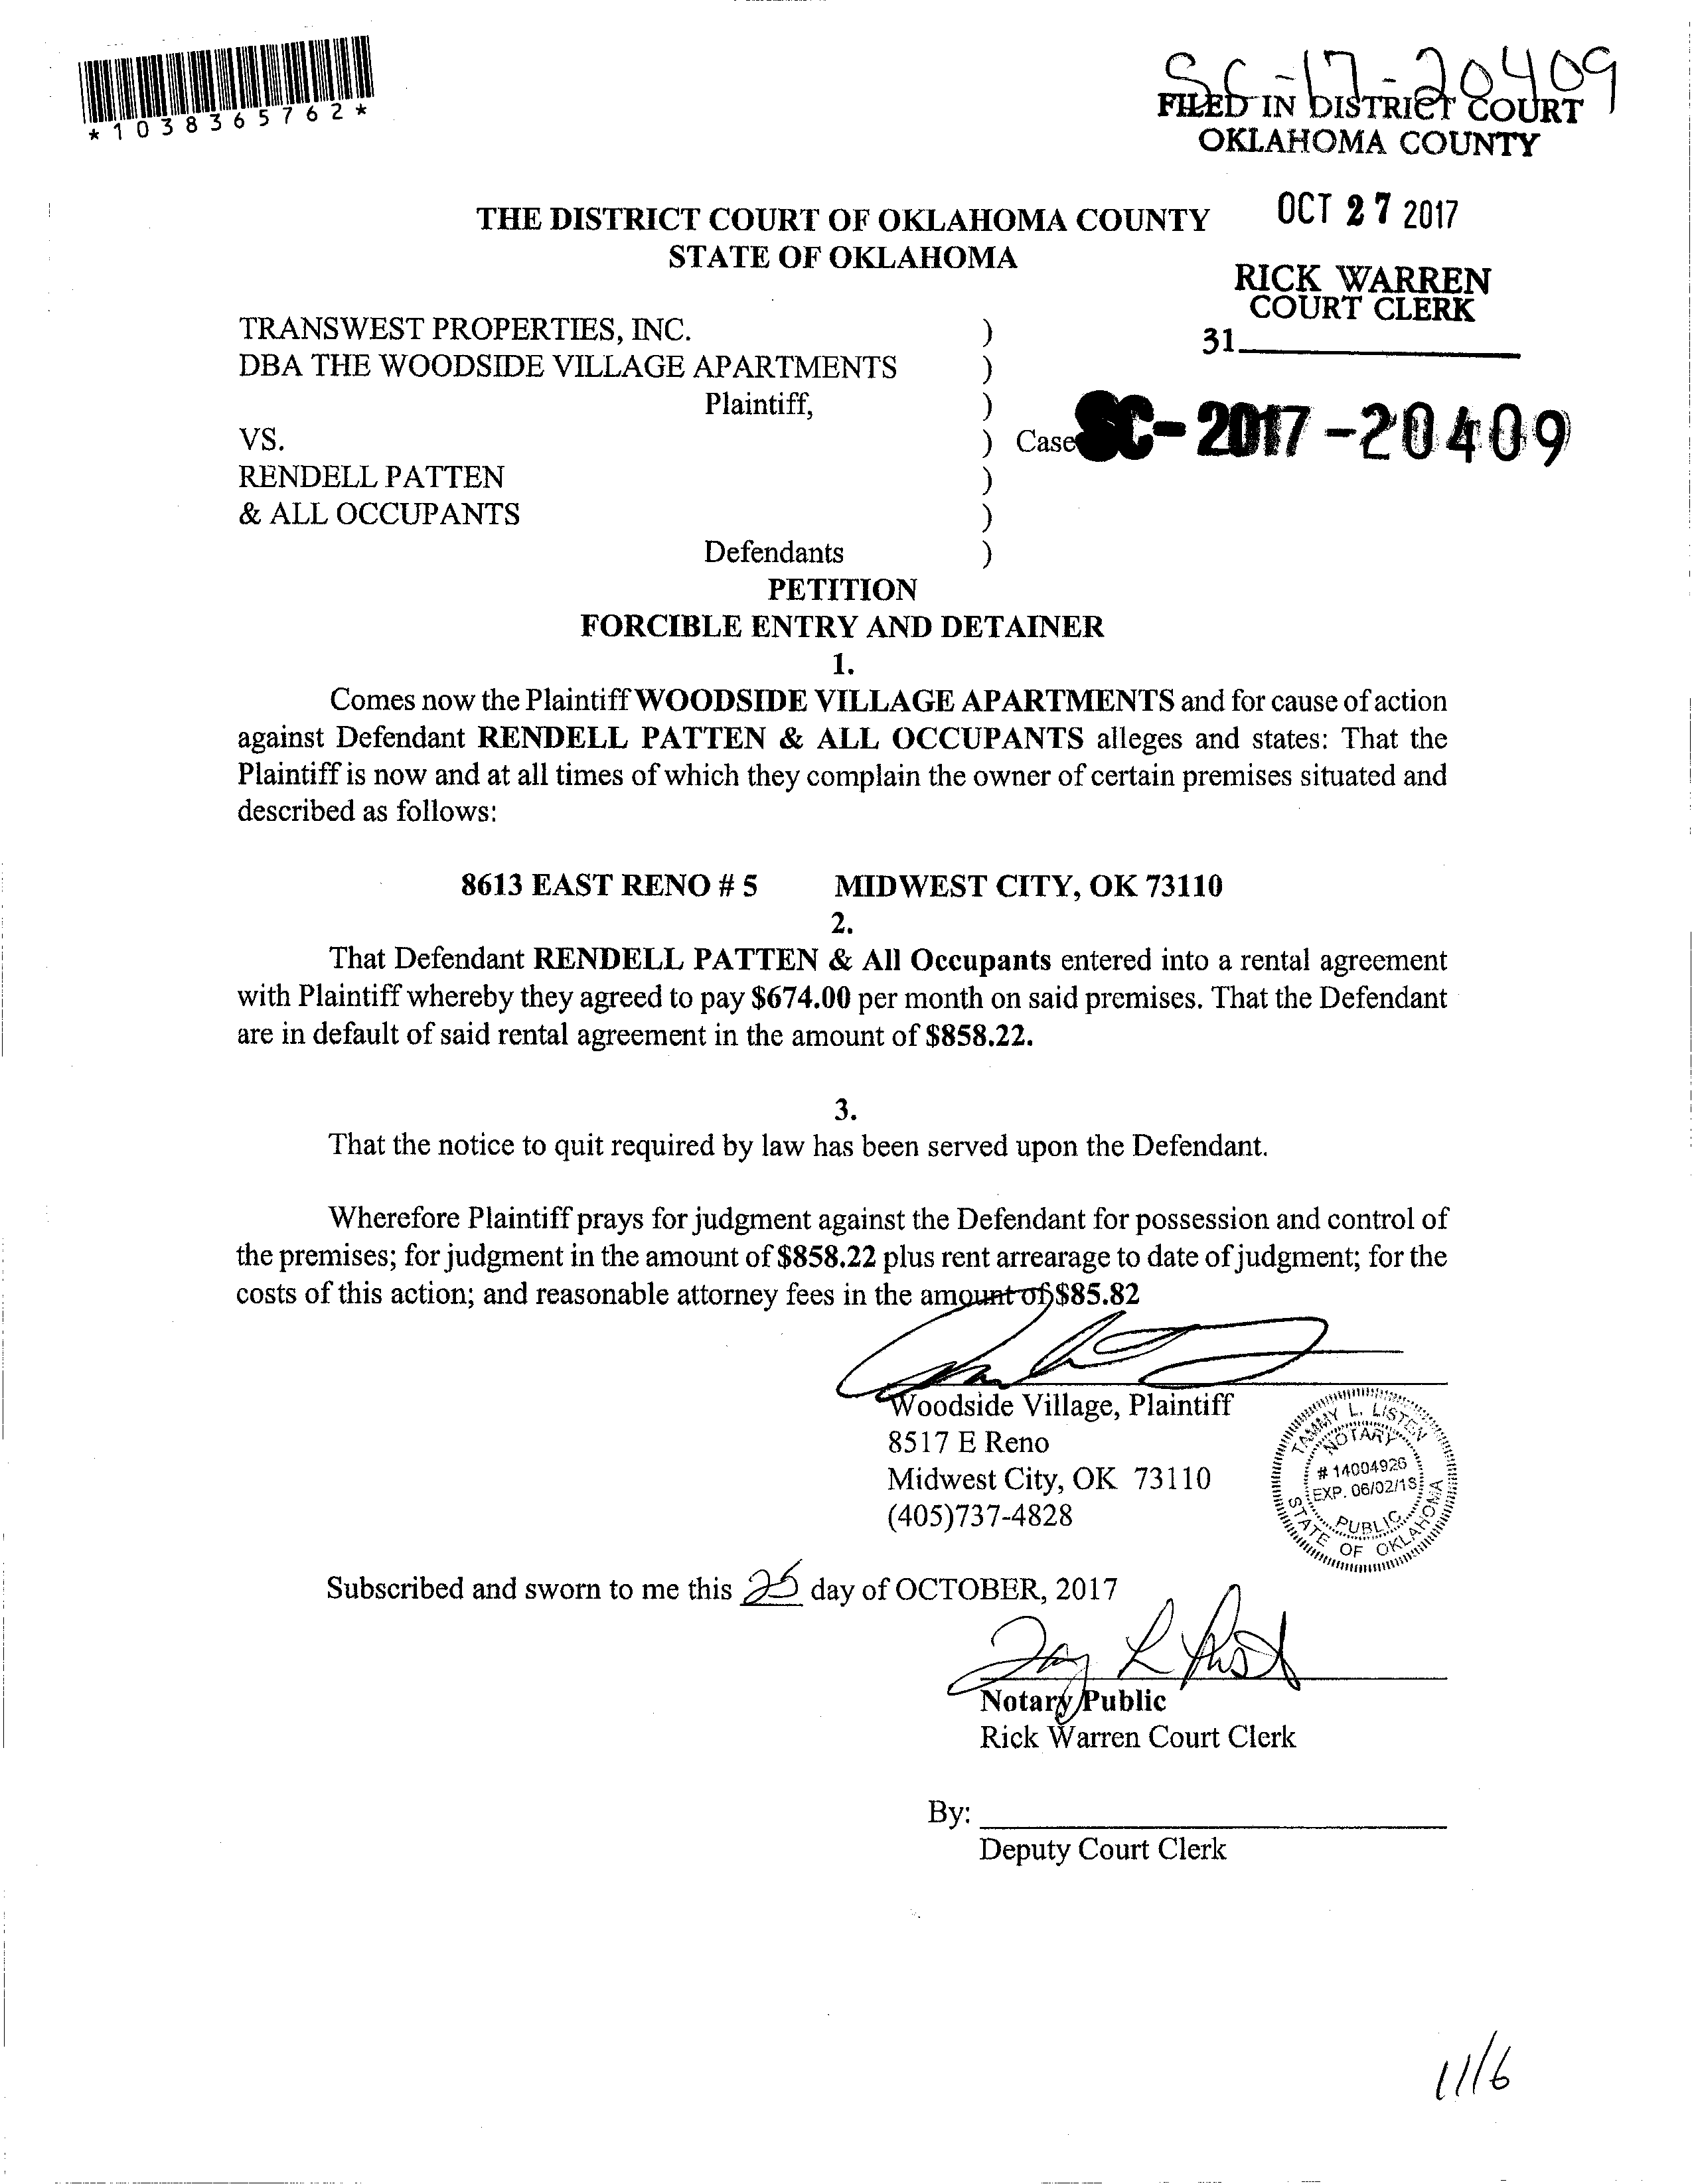 *1038365762*
SC-17-20409
FILED IN DISTRICT COURT
OKLAHOMA COUNTY
OCT 27 2017
RICK WARREN
COURT CLERK
31
THE DISTRICT COURT OF OKLAHOMA COUNTY
STATE OF OKLAHOMA
TRANSWEST PROPERTIES, INC. )
DBA THE WOODSIDE VILLAGE APARTMENTS )
Plaintiff, )
VS. ) Case SC-2017-20409
RENDELL PATTEN )
& ALL OCCUPANTS )
Defendants )
PETITION
FORCIBLE ENTRY AND DETAINER
1.
Comes now the Plaintiff WOODSIDE VILLAGE APARTMENTS and for cause of action
against Defendant RENDELL PATTEN & ALL OCCUPANTS alleges and states: That the
Plaintiff is now and at all times of which they complain the owner of certain premises situated and
described as follows:
8613 EAST RENO # 5 MIDWEST CITY, OK 73110
2.
That Defendant RENDELL PATTEN & All Occupants entered into a rental agreement
with Plaintiff whereby they agreed to pay $674.00 per month on said premises. That the Defendant
are in default of said rental agreement in the amount of $858.22.
3.
That the notice to quit required by law has been served upon the Defendant.
Wherefore Plaintiff prays for judgment against the Defendant for possession and control of
the premises; for judgment in the amount of $858.22 plus rent arrearage to date of judgment; for the
costs of this action; and reasonable attorney fees in the amount of $85.82
Woodside Village, Plaintiff
8517 E Reno
Midwest City, OK 73110
(405)737-4828
TAMMY L. LISTEN
NOTARY
# 14004926
EXP. 06/02/18
PUBLIC
STATE OF OKLAHOMA
Subscribed and sworn to me this 25 day of OCTOBER, 2017
Notary Public
Rick Warren Court Clerk
By:
Deputy Court Clerk
11/6